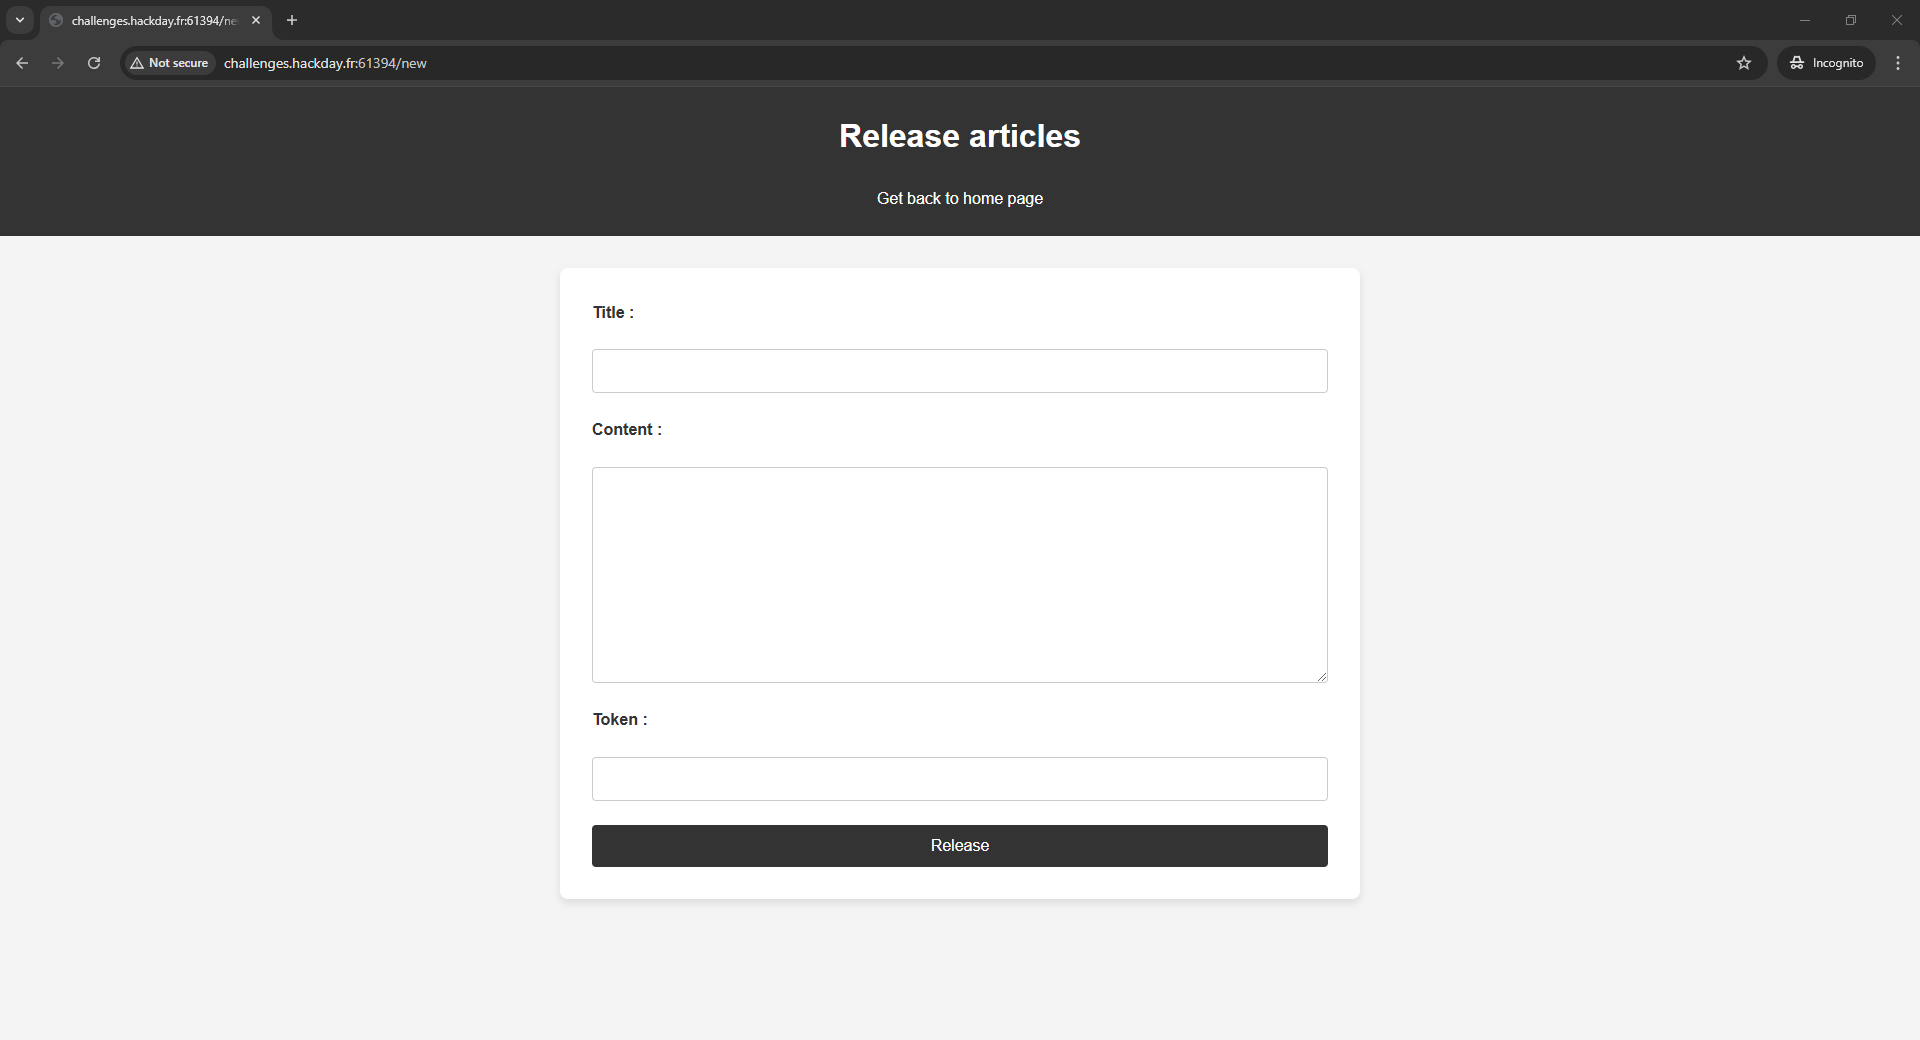 challenges.hackday.fr:61394/ne
Not secure
challenges.hackday.fr:61394/new
Incognito
Release articles
Get back to home page
Title :
Content :
Token :
Release